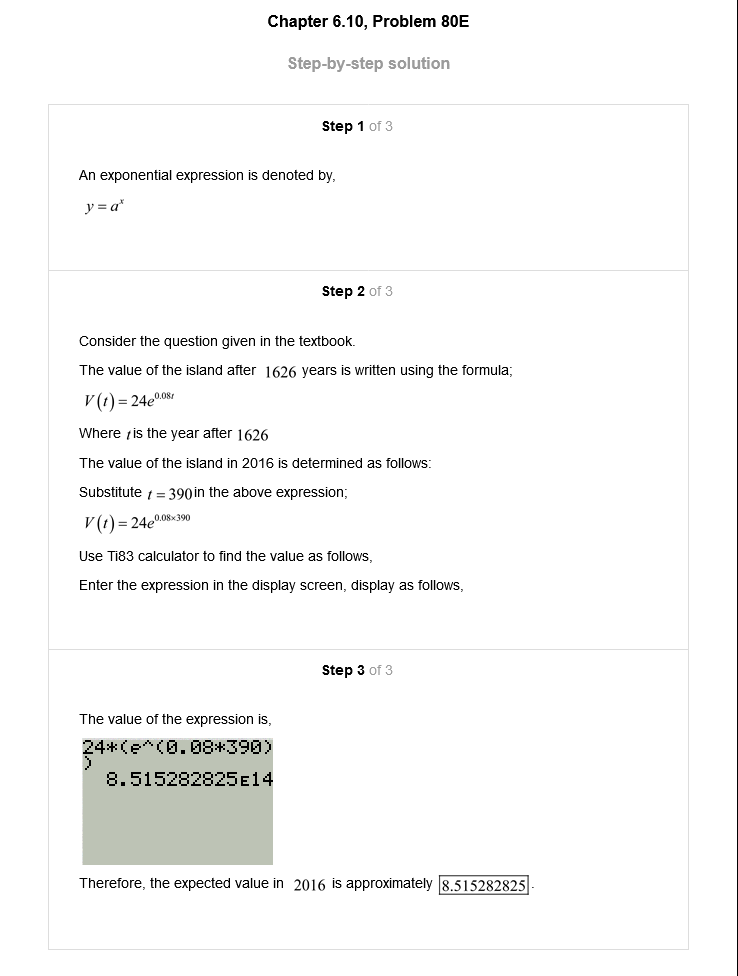 Chapter 6.10, Problem 80E
Step-by-step solution
Step 1 of 3
An exponential expression is denoted by,
y = aˣ
Step 2 of 3
Consider the question given in the textbook.
The value of the island after 1626 years is written using the formula;
V(t) = 24e^0.08t
Where t is the year after 1626
The value of the island in 2016 is determined as follows:
Substitute t = 390 in the above expression;
V(t) = 24e^0.08×390
Use Ti83 calculator to find the value as follows,
Enter the expression in the display screen, display as follows,
Step 3 of 3
The value of the expression is,
24*(e^(0.08*390)
)
8.515282825E14
Therefore, the expected value in 2016 is approximately 8.515282825.